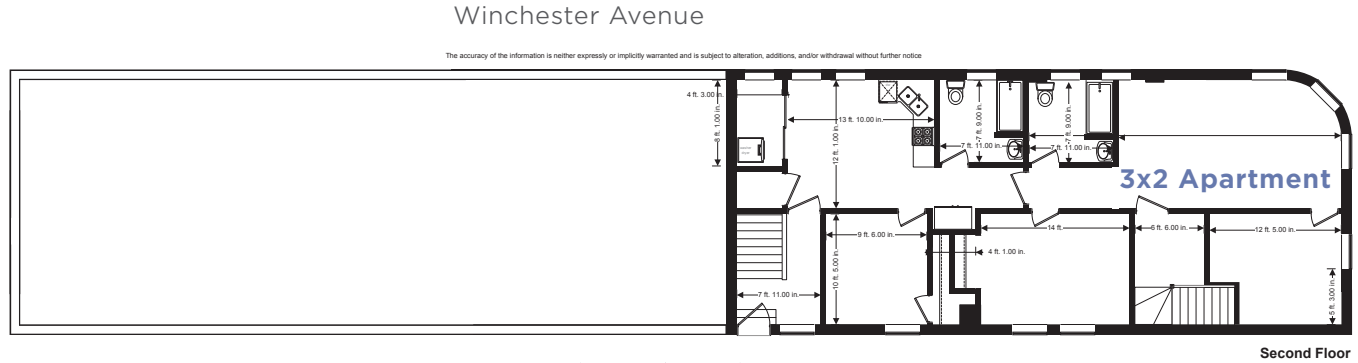 Winchester Avenue
The accuracy of the information is neither expressly or implicitly warranted and is subject to alteration, additions, and/or withdrawal without further notice
4 ft. 3.00 in.
8 ft. 1.00 in.
13 ft. 10.00 in.
12 ft. 1.00 in.
7 ft. 9.00 in.
7 ft. 11.00 in.
7 ft. 9.00 in.
7 ft. 11.00 in.
3x2 Apartment
9 ft. 6.00 in.
10 ft. 5.00 in.
4 ft. 1.00 in.
14 ft.
6 ft. 6.00 in.
12 ft. 5.00 in.
7 ft. 11.00 in.
5 ft. 3.00 in.
Second Floor